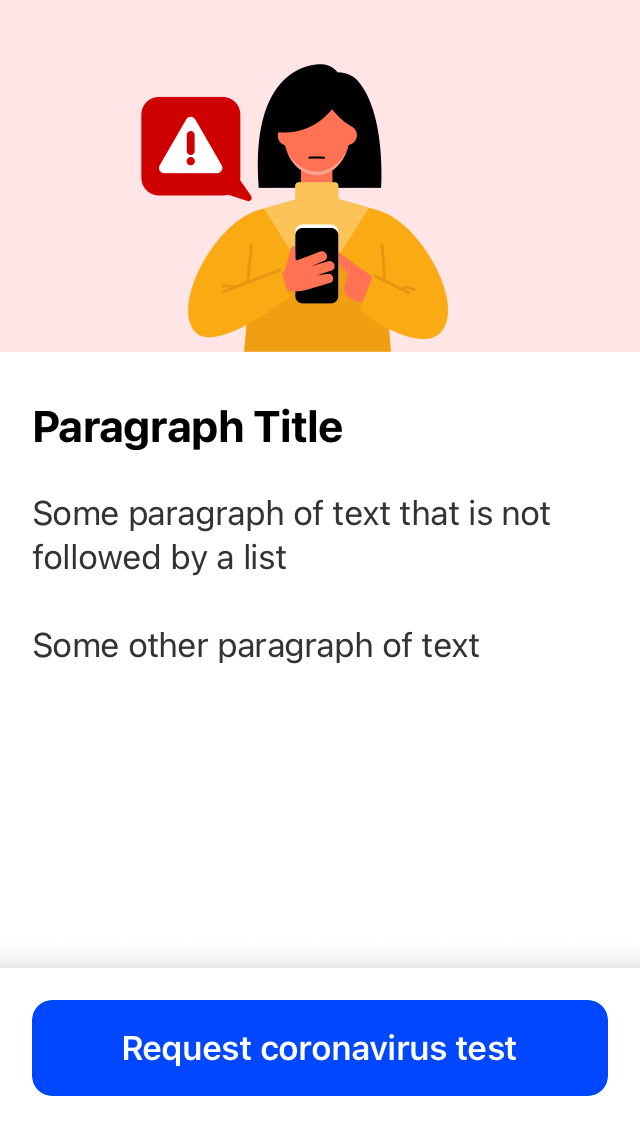 Paragraph Title
Some paragraph of text that is not
followed by a list
Some other paragraph of text
Request coronavirus test